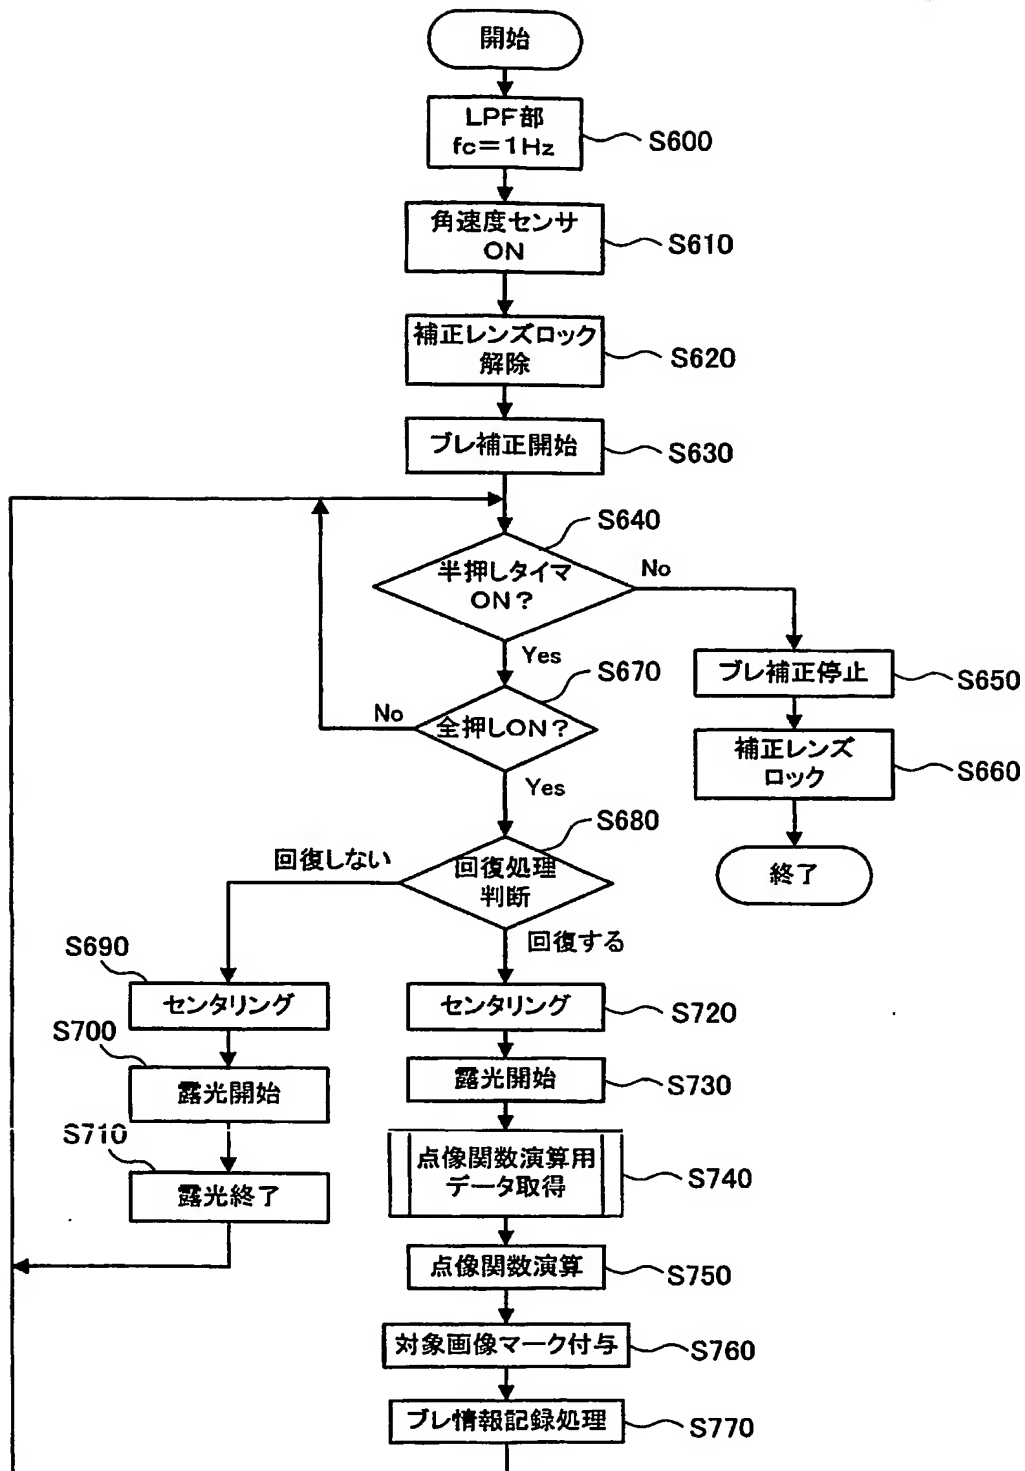 開始
LPF部
fc=1Hz
S600
角速度センサ
ON
S610
補正レンズロック
解除
S620
ブレ補正開始
S630
S640
半押しタイマ
ON?
No
Yes
ブレ補正停止
S650
S670
全押しON?
No
Yes
補正レンズ
ロック
S660
終了
S680
回復処理
判断
回復しない
回復する
S690
センタリング
S700
露光開始
S710
露光終了
センタリング
S720
露光開始
S730
点像関数演算用
データ取得
S740
点像関数演算
S750
対象画像マーク付与
S760
ブレ情報記録処理
S770